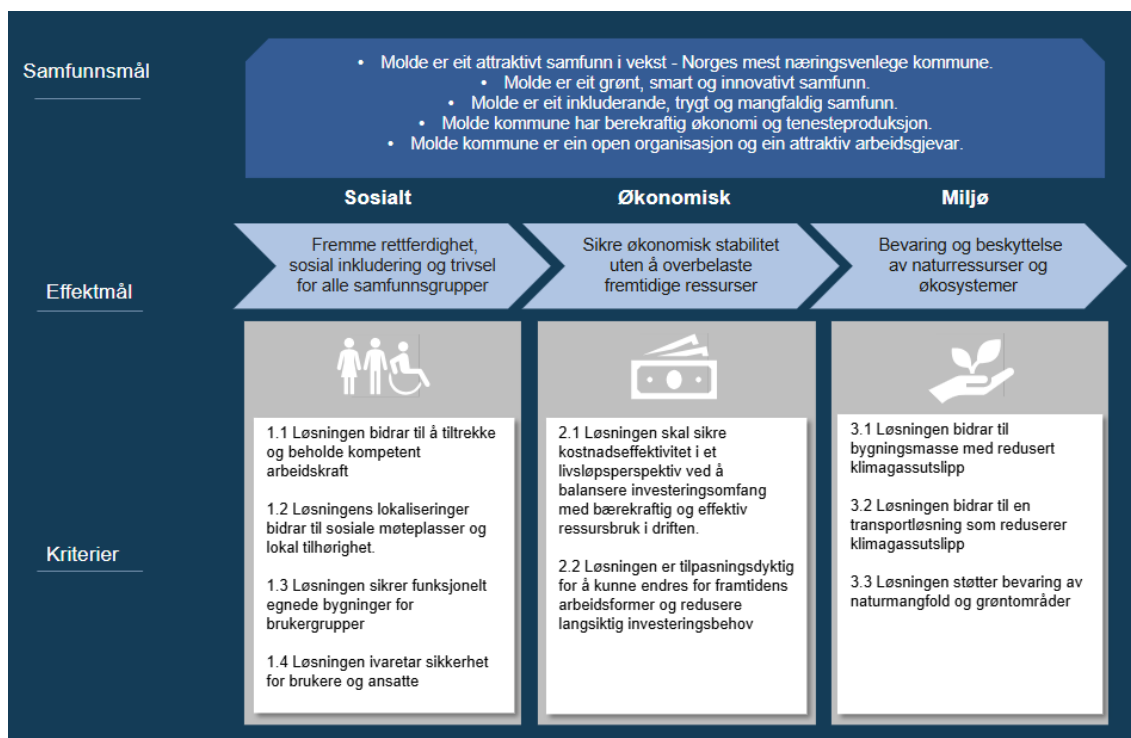 Samfunnsmål
• Molde er eit attraktivt samfunn i vekst - Norges mest næringsvenlege kommune.
• Molde er eit grønt, smart og innovativt samfunn.
• Molde er eit inkluderande, trygt og mangfaldig samfunn.
• Molde kommune har berekraftig økonomi og tenesteproduksjon.
• Molde kommune er ein open organisasjon og ein attraktiv arbeidsgjevar.
Sosialt
Økonomisk
Miljø
Effektmål
Fremme rettferdighet,
sosial inkludering og trivsel
for alle samfunnsgrupper
Sikre økonomisk stabilitet
uten å overbelaste
fremtidige ressurser
Bevaring og beskyttelse
av naturressurser og
økosystemer
Kriterier
1.1 Løsningen bidrar til å tiltrekke
og beholde kompetent
arbeidskraft
1.2 Løsningens lokaliseringer
bidrar til sosiale møteplasser og
lokal tilhørighet.
1.3 Løsningen sikrer funksjonelt
egnede bygninger for
brukergrupper
1.4 Løsningen ivaretar sikkerhet
for brukere og ansatte
2.1 Løsningen skal sikre
kostnadseffektivitet i et
livsløpsperspektiv ved å
balansere investeringsomfang
med bærekraftig og effektiv
ressursbruk i driften.
2.2 Løsningen er tilpasningsdyktig
for å kunne endres for framtidens
arbeidsformer og redusere
langsiktig investeringsbehov
3.1 Løsningen bidrar til
bygningsmasse med redusert
klimagassutslipp
3.2 Løsningen bidrar til en
transportløsning som reduserer
klimagassutslipp
3.3 Løsningen støtter bevaring av
naturmangfold og grøntområder